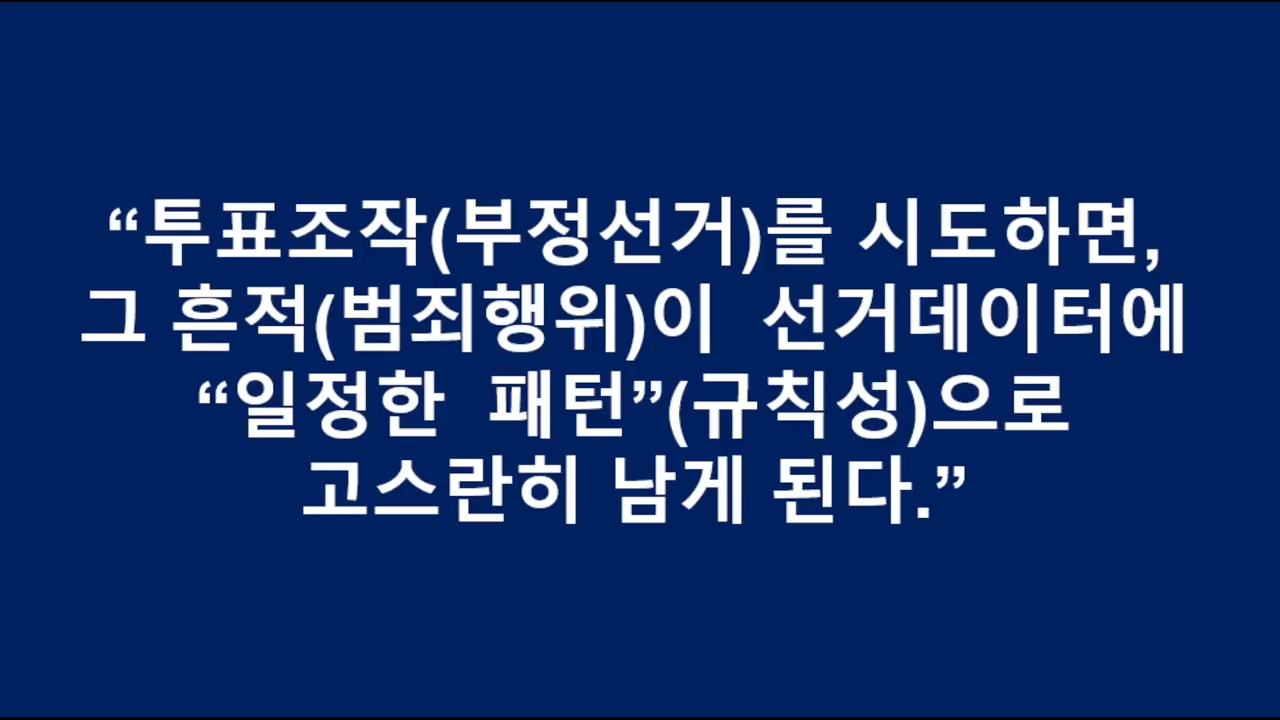 “투표조작(부정선거)를 시도하면,
그 흔적(범죄행위)이 선거데이터에
“일정한 패턴”(규칙성)으로
고스란히 남게 된다.”